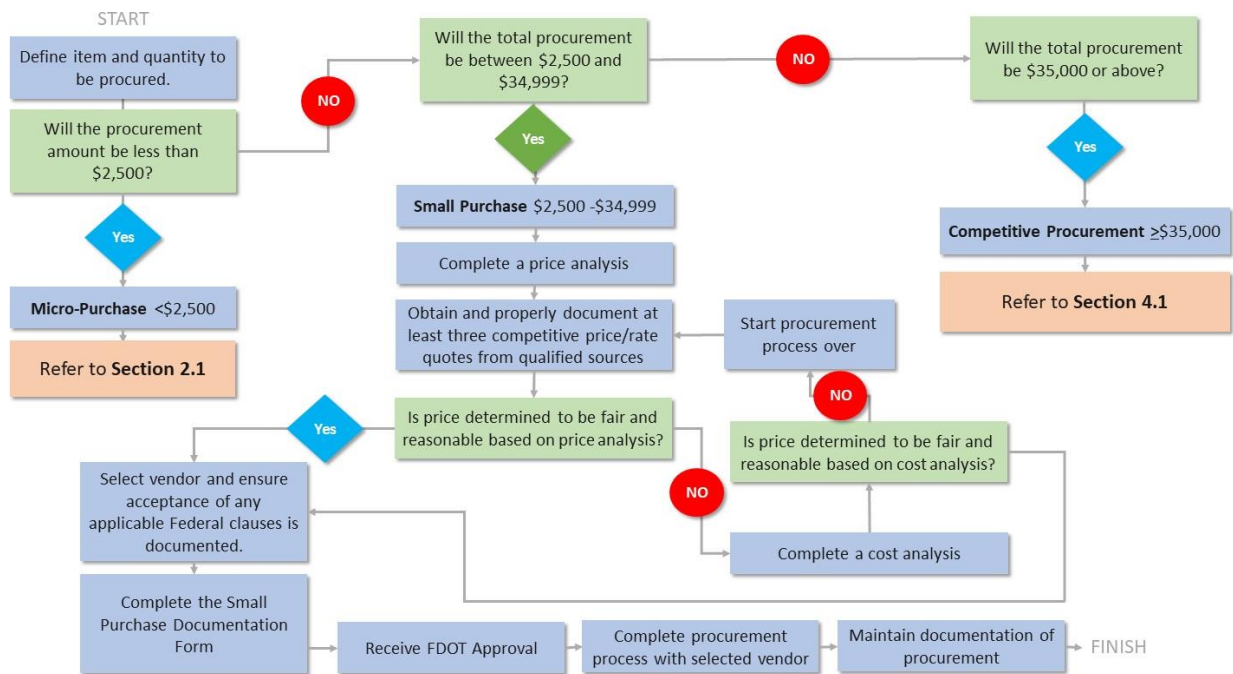 START
Define item and quantity to
be procured.
Will the procurement
amount be less than
$2,500?
Yes
Micro-Purchase <$2,500
Refer to Section 2.1
NO
Will the total procurement
be between $2,500 and
$34,999?
Yes
Small Purchase $2,500 -$34,999
Complete a price analysis
Obtain and properly document at
least three competitive price/rate
quotes from qualified sources
Is price determined to be fair and
reasonable based on price analysis?
NO
Will the total procurement
be $35,000 or above?
Yes
Competitive Procurement ≥$35,000
Refer to Section 4.1
Start procurement
process over
NO
Is price determined to be fair and
reasonable based on cost analysis?
NO
Complete a cost analysis
Yes
Select vendor and ensure
acceptance of any
applicable Federal clauses is
documented.
Complete the Small
Purchase Documentation
Form
Receive FDOT Approval
Complete procurement
process with selected vendor
Maintain documentation of
procurement
FINISH